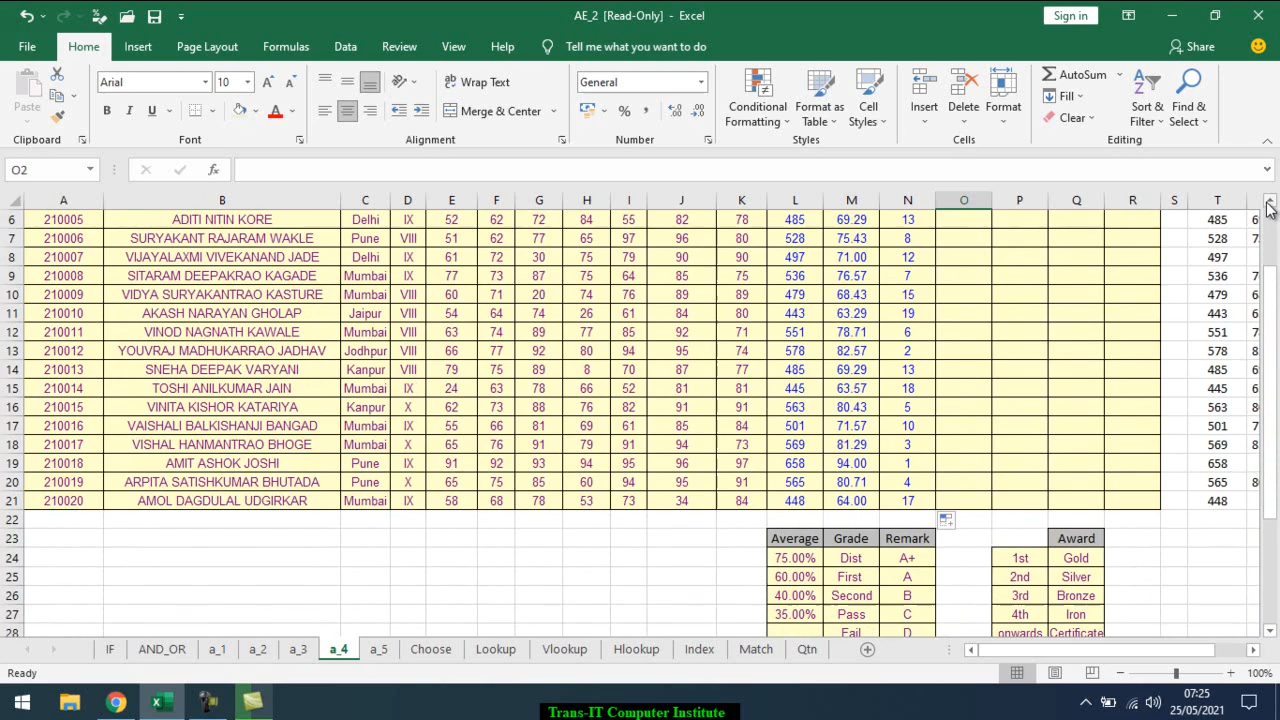 AE_2 [Read-Only] - Excel
Sign in
File Home Insert Page Layout Formulas Data Review View Help Tell me what you want to do Share
Paste Arial 10 Wrap Text General Conditional Formatting Format as Table Cell Styles Insert Delete Format AutoSum Fill Clear Sort & Filter Find & Select
B I U A Merge & Center % ,
Clipboard Font Alignment Number Styles Cells Editing
O2 fx
A B C D E F G H I J K L M N O P Q R S T
6 210005 ADITI NITIN KORE Delhi IX 52 62 72 84 55 82 78 485 69.29 13 485 6
7 210006 SURYAKANT RAJARAM WAKLE Pune VIII 51 62 77 65 97 96 80 528 75.43 8 528 7
8 210007 VIJAYALAXMI VIVEKANAND JADE Delhi IX 61 72 30 75 79 90 90 497 71.00 12 497
9 210008 SITARAM DEEPAKRAO KAGADE Mumbai VIII 77 73 87 75 64 85 75 536 76.57 7 536 7
10 210009 VIDYA SURYAKANTRAO KASTURE Mumbai VIII 60 71 20 74 76 89 89 479 68.43 15 479 6
11 210010 AKASH NARAYAN GHOLAP Jaipur VIII 54 64 74 26 61 84 80 443 63.29 19 443 6
12 210011 VINOD NAGNATH KAWALE Mumbai VIII 63 74 89 77 85 92 71 551 78.71 6 551 7
13 210012 YOUVRAJ MADHUKARRAO JADHAV Jodhpur VIII 66 77 92 80 94 95 74 578 82.57 2 578 8
14 210013 SNEHA DEEPAK VARYANI Kanpur VIII 79 75 89 8 70 87 77 485 69.29 13 485 6
15 210014 TOSHI ANILKUMAR JAIN Mumbai IX 24 63 78 66 52 81 81 445 63.57 18 445 6
16 210015 VINITA KISHOR KATARIYA Kanpur X 62 73 88 76 82 91 91 563 80.43 5 563 8
17 210016 VAISHALI BALKISHANJI BANGAD Mumbai X 55 66 81 69 61 85 84 501 71.57 10 501 7
18 210017 VISHAL HANMANTRAO BHOGE Mumbai X 65 76 91 79 91 94 73 569 81.29 3 569 8
19 210018 AMIT ASHOK JOSHI Pune IX 91 92 93 94 95 96 97 658 94.00 1 658
20 210019 ARPITA SATISHKUMAR BHUTADA Pune X 65 75 85 60 94 95 91 565 80.71 4 565 8
21 210020 AMOL DAGDULAL UDGIRKAR Mumbai IX 58 68 78 53 73 34 84 448 64.00 17 448
22
23 Average Grade Remark Award
24 75.00% Dist A+ 1st Gold
25 60.00% First A 2nd Silver
26 40.00% Second B 3rd Bronze
27 35.00% Pass C 4th Iron
28 Fail D onwards Certificate
IF AND_OR a_1 a_2 a_3 a_4 a_5 Choose Lookup Vlookup Hlookup Index Match Qtn
Ready 100%
07:25
25/05/2021
Trans-IT Computer Institute